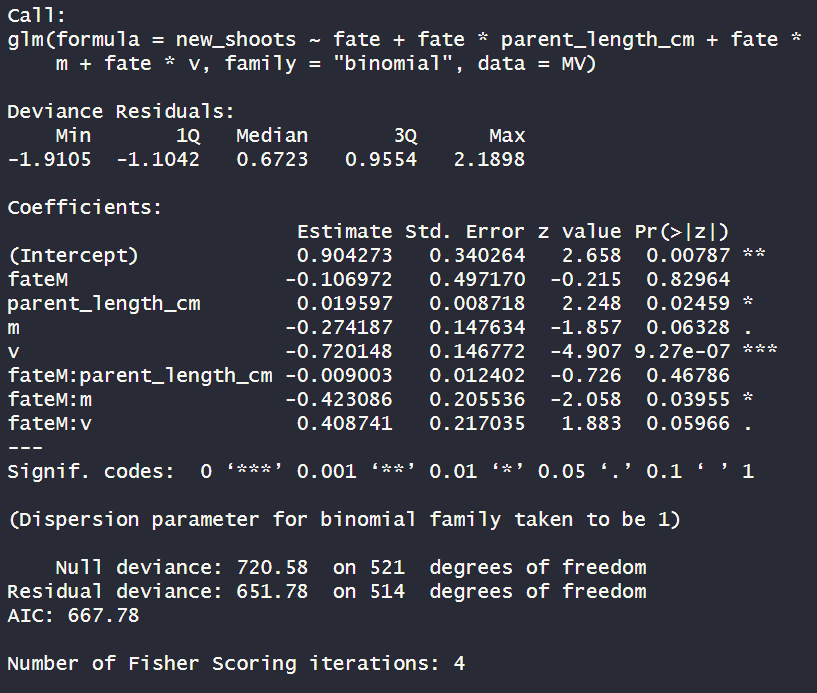 Call:
glm(formula = new_shoots ~ fate + fate * parent_length_cm + fate *
    m + fate * v, family = "binomial", data = MV)

Deviance Residuals:
    Min       1Q   Median       3Q      Max
-1.9105  -1.1042   0.6723   0.9554   2.1898

Coefficients:
                        Estimate Std. Error z value Pr(>|z|)
(Intercept)             0.904273   0.340264   2.658  0.00787 **
fateM                  -0.106972   0.497170  -0.215  0.82964
parent_length_cm        0.019597   0.008718   2.248  0.02459 *
m                      -0.274187   0.147634  -1.857  0.06328 .
v                      -0.720148   0.146772  -4.907 9.27e-07 ***
fateM:parent_length_cm -0.009003   0.012402  -0.726  0.46786
fateM:m                -0.423086   0.205536  -2.058  0.03955 *
fateM:v                 0.408741   0.217035   1.883  0.05966 .
---
Signif. codes:  0 ‘***’ 0.001 ‘**’ 0.01 ‘*’ 0.05 ‘.’ 0.1 ‘ ’ 1

(Dispersion parameter for binomial family taken to be 1)

    Null deviance: 720.58  on 521  degrees of freedom
Residual deviance: 651.78  on 514  degrees of freedom
AIC: 667.78

Number of Fisher Scoring iterations: 4